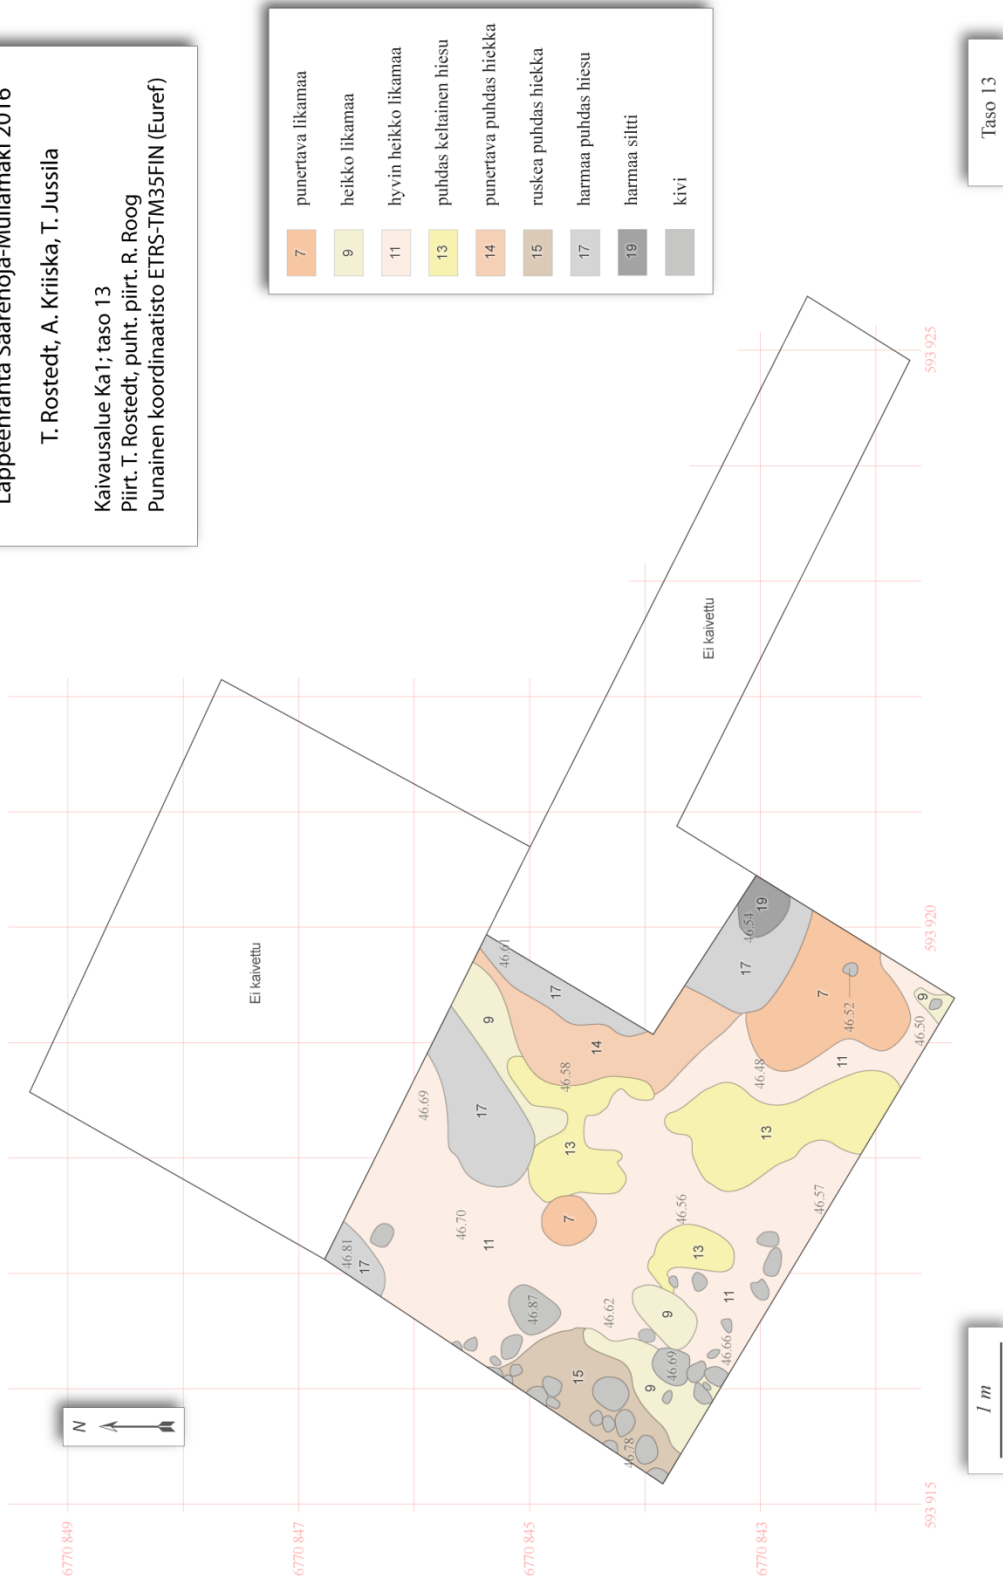 Lappeenranta Saarenoja-Muilamäki 2016
T. Rostedt, A. Kriiska, T. Jussila
Kaivausalue Ka1; taso 13
Piirt. T. Rostedt, puht. piirt. R. Roog
Punainen koordinaatisto ETRS-TM35FIN (Euref)
7 punertava likamaa
9 heikko likamaa
11 hyvin heikko likamaa
13 puhdas keltainen hiesu
14 punertava puhdas hiekka
15 ruskea puhdas hiekka
17 harmaa puhdas hiesu
19 harmaa siltti
kivi
N
6770 849
6770 847
6770 845
6770 843
593 915
593 920
593 925
Ei kaivettu
Ei kaivettu
46.81
17
46.69
46.61
17
9
17
46.70
11
46.58
14
13
7
46.87
46.62
15
46.78
9
46.69
9
46.56
13
11
46.66
46.57
13
46.48
11
17
46.54
19
7
46.52
46.50
9
1 m
Taso 13